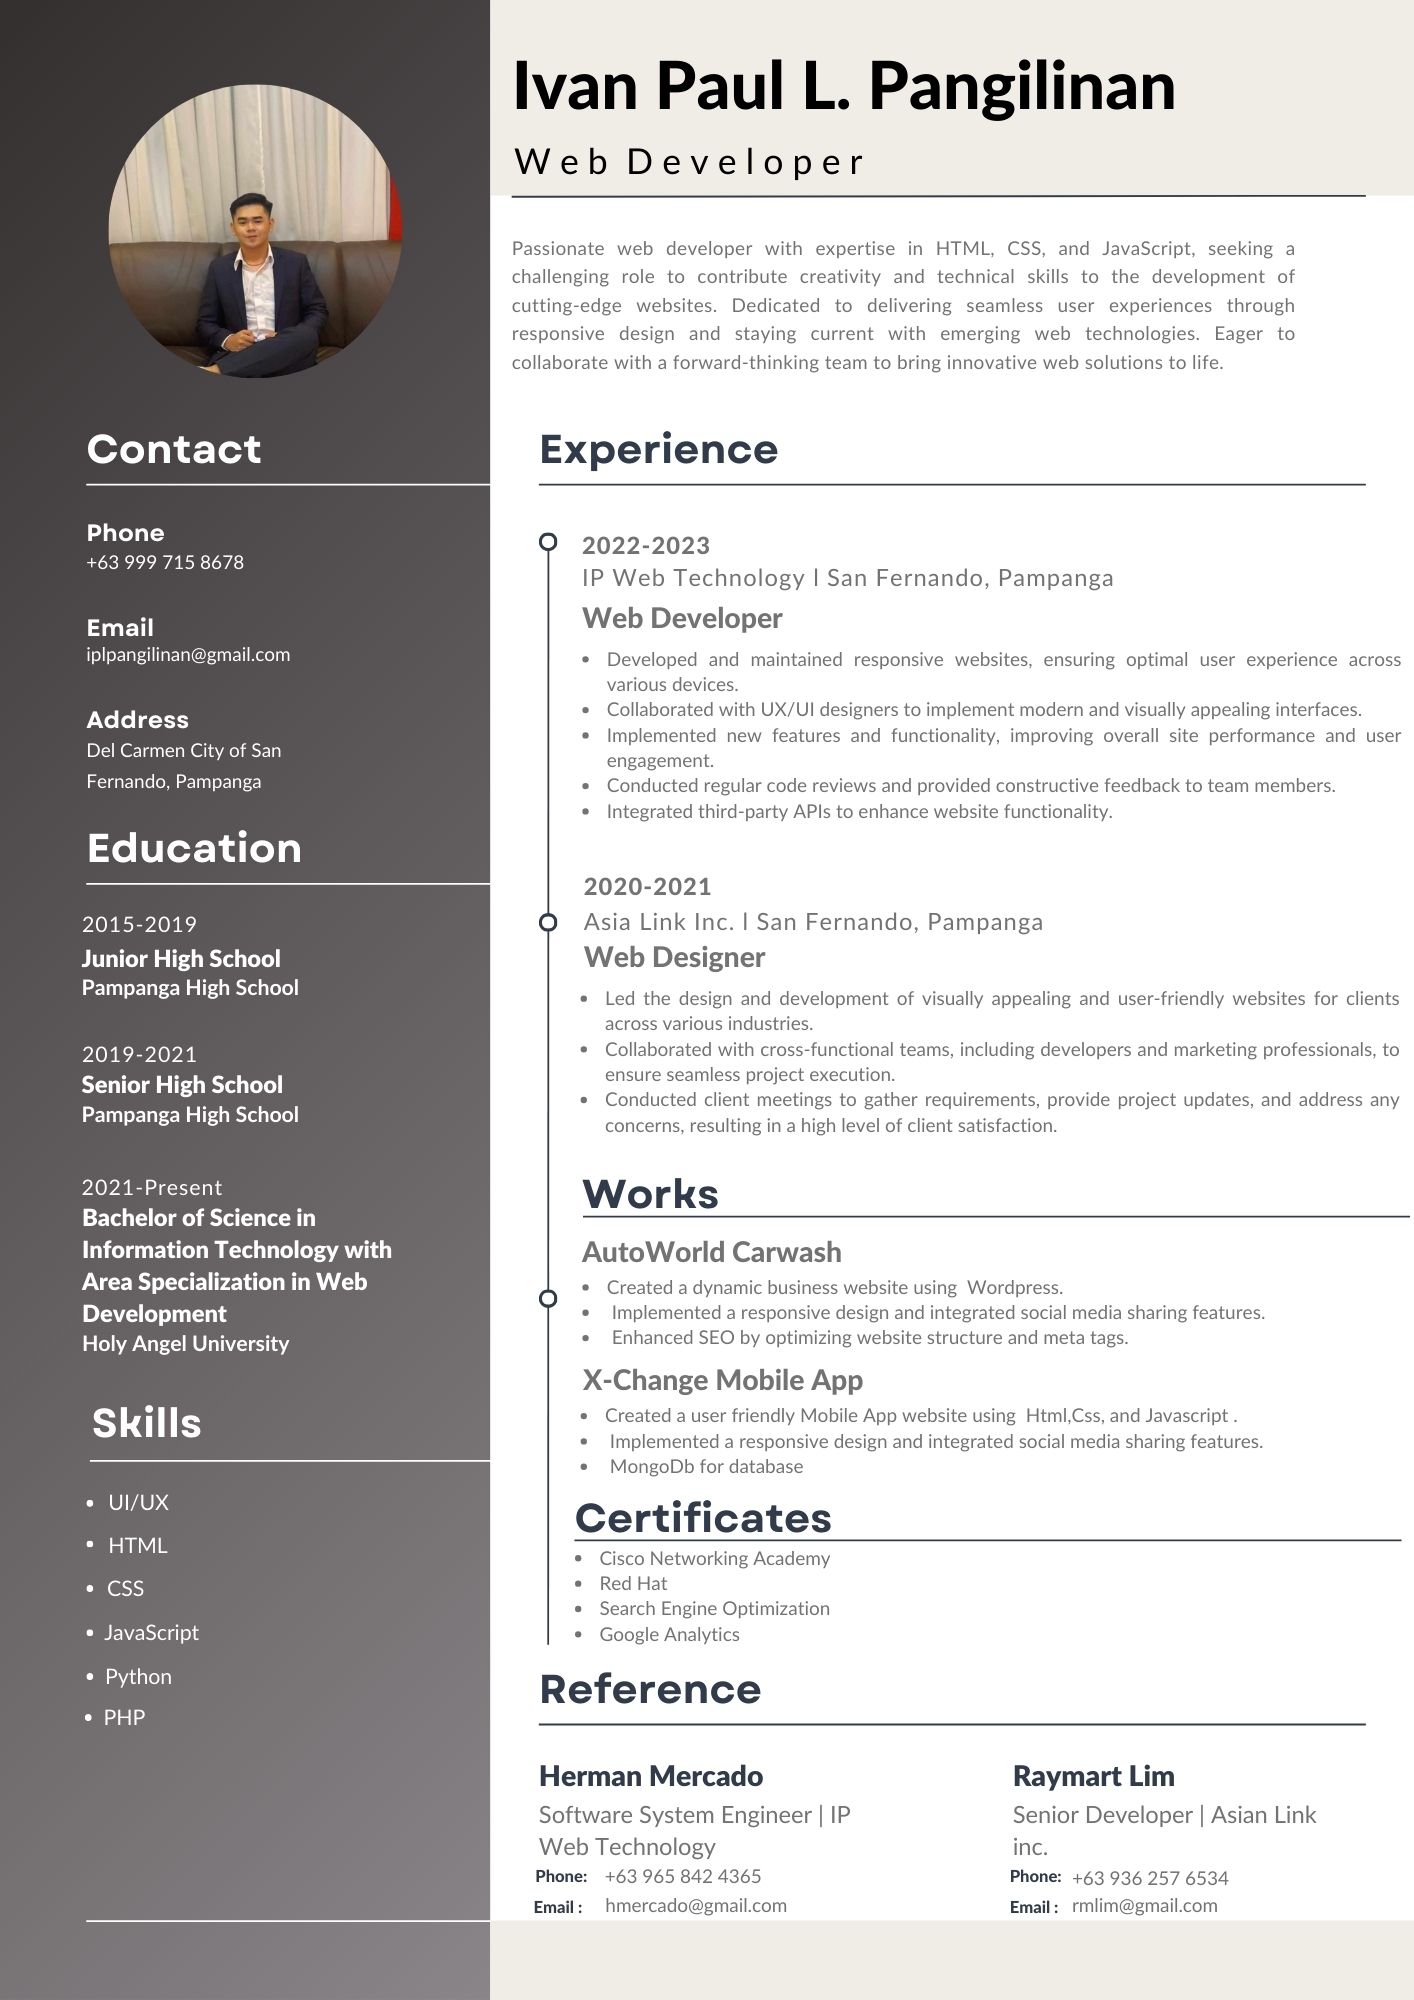 Ivan Paul L. Pangilinan
Web Developer
Passionate web developer with expertise in HTML, CSS, and JavaScript, seeking a
challenging role to contribute creativity and technical skills to the development of
cutting-edge websites. Dedicated to delivering seamless user experiences through
responsive design and staying current with emerging web technologies. Eager to
collaborate with a forward-thinking team to bring innovative web solutions to life.
Contact
Phone
+63 999 715 8678
Email
iplpangilinan@gmail.com
Address
Del Carmen City of San
Fernando, Pampanga
Education
2015-2019
Junior High School
Pampanga High School
2019-2021
Senior High School
Pampanga High School
2021-Present
Bachelor of Science in
Information Technology with
Area Specialization in Web
Development
Holy Angel University
Skills
• UI/UX
• HTML
• CSS
• JavaScript
• Python
• PHP
Experience
2022-2023
IP Web Technology l San Fernando, Pampanga
Web Developer
• Developed and maintained responsive websites, ensuring optimal user experience across
various devices.
• Collaborated with UX/UI designers to implement modern and visually appealing interfaces.
• Implemented new features and functionality, improving overall site performance and user
engagement.
• Conducted regular code reviews and provided constructive feedback to team members.
• Integrated third-party APIs to enhance website functionality.
2020-2021
Asia Link Inc. l San Fernando, Pampanga
Web Designer
• Led the design and development of visually appealing and user-friendly websites for clients
across various industries.
• Collaborated with cross-functional teams, including developers and marketing professionals, to
ensure seamless project execution.
• Conducted client meetings to gather requirements, provide project updates, and address any
concerns, resulting in a high level of client satisfaction.
Works
AutoWorld Carwash
• Created a dynamic business website using Wordpress.
• Implemented a responsive design and integrated social media sharing features.
• Enhanced SEO by optimizing website structure and meta tags.
X-Change Mobile App
• Created a user friendly Mobile App website using Html,Css, and Javascript .
• Implemented a responsive design and integrated social media sharing features.
• MongoDb for database
Certificates
• Cisco Networking Academy
• Red Hat
• Search Engine Optimization
• Google Analytics
Reference
Herman Mercado
Software System Engineer | IP
Web Technology
Phone: +63 965 842 4365
Email : hmercado@gmail.com
Raymart Lim
Senior Developer | Asian Link
inc.
Phone: +63 936 257 6534
Email : rmlim@gmail.com